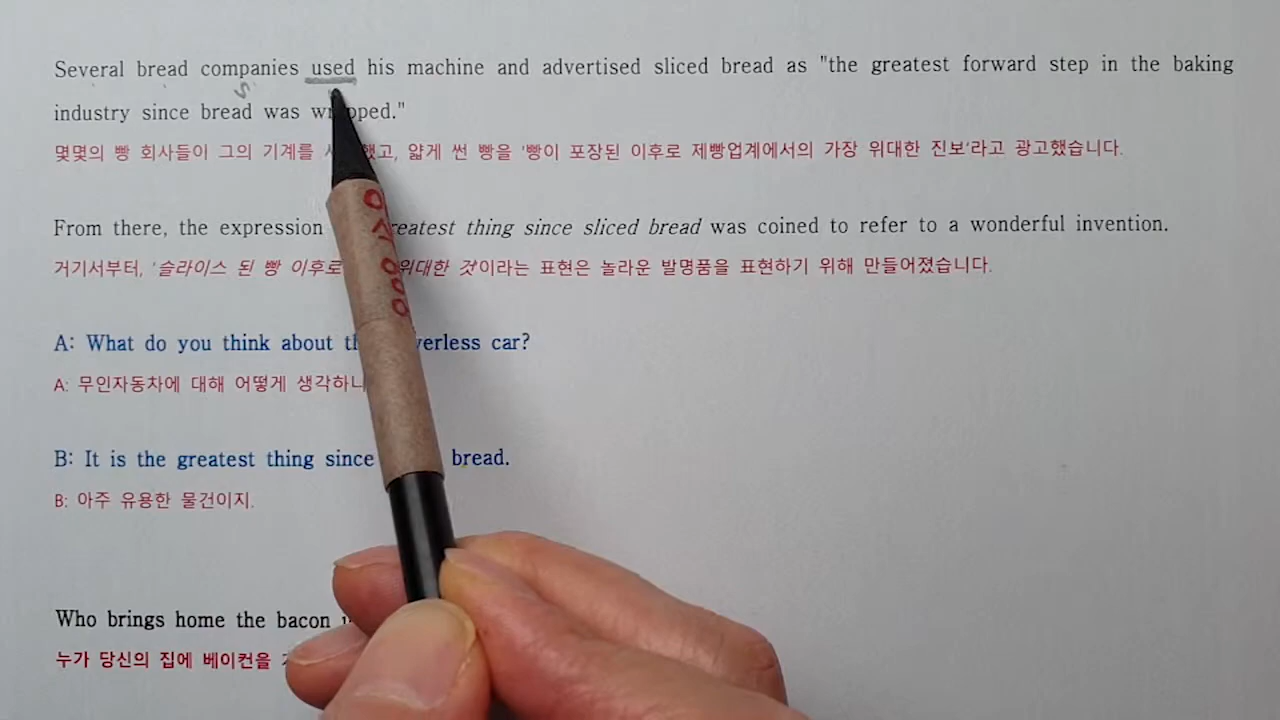 Several bread companies used his machine and advertised sliced bread as "the greatest forward step in the baking
S
industry since bread was wrapped."
몇몇의 빵 회사들이 그의 기계를 했고, 얇게 썬 빵을 '빵이 포장된 이후로 제빵업계에서의 가장 위대한 진보'라고 광고했습니다.
From there, the expression greatest thing since sliced bread was coined to refer to a wonderful invention.
거기서부터, '슬라이스 된 빵 이후로 위대한 것'이라는 표현은 놀라운 발명품을 표현하기 위해 만들어졌습니다.
A: What do you think about car?
A: 무인자동차에 대해 어떻게
B: It is the greatest thing since bread.
B: 아주 유용한 물건이지.
Who brings home the bacon
누가 당신의 집에 베이컨을